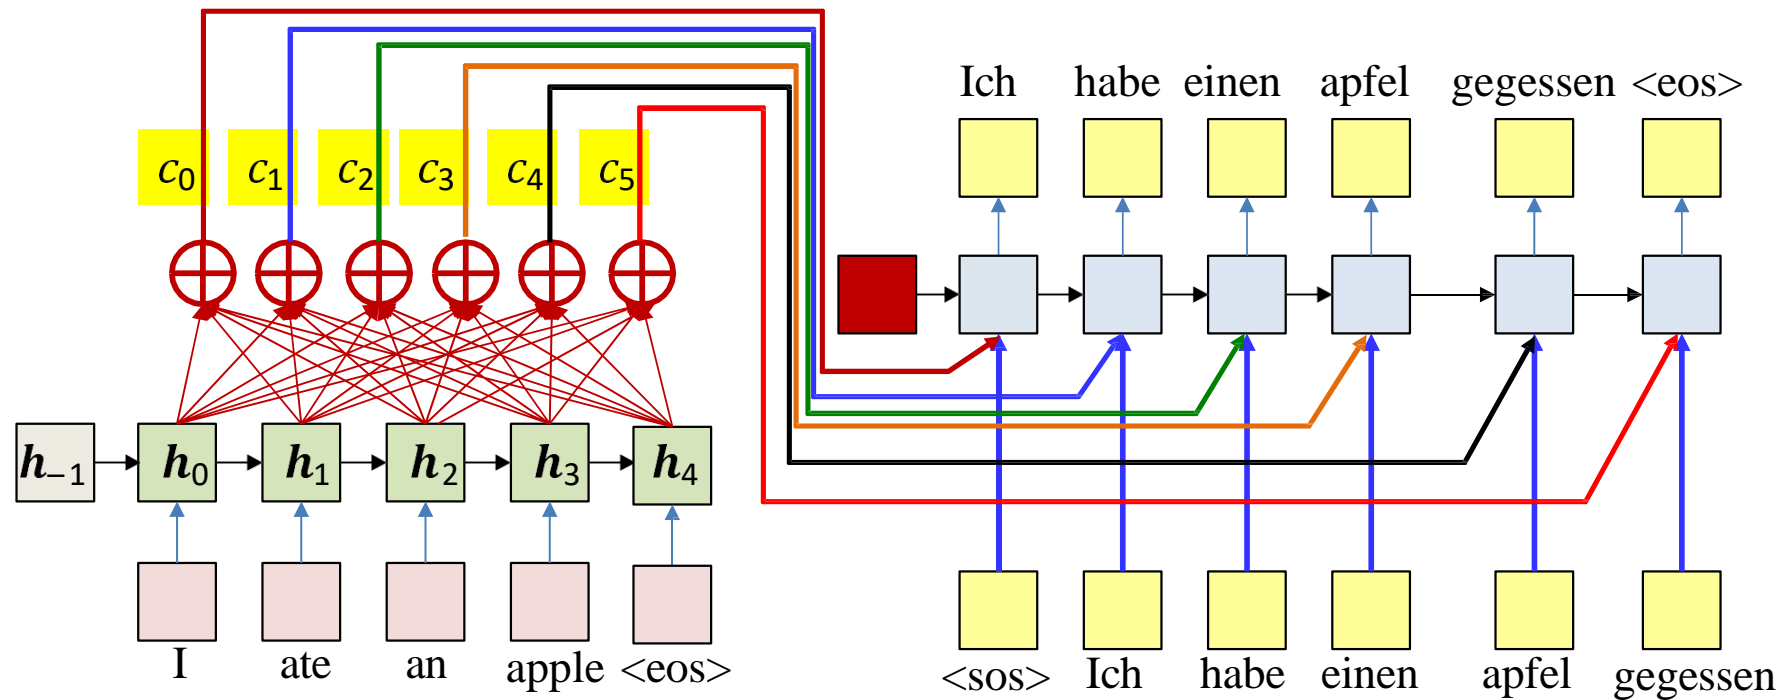 Ich habe einen apfel gegessen <eos>
c₀ c₁ c₂ c₃ c₄ c₅
h₋₁ h₀ h₁ h₂ h₃ h₄
I ate an apple <eos>
<sos> Ich habe einen apfel gegessen